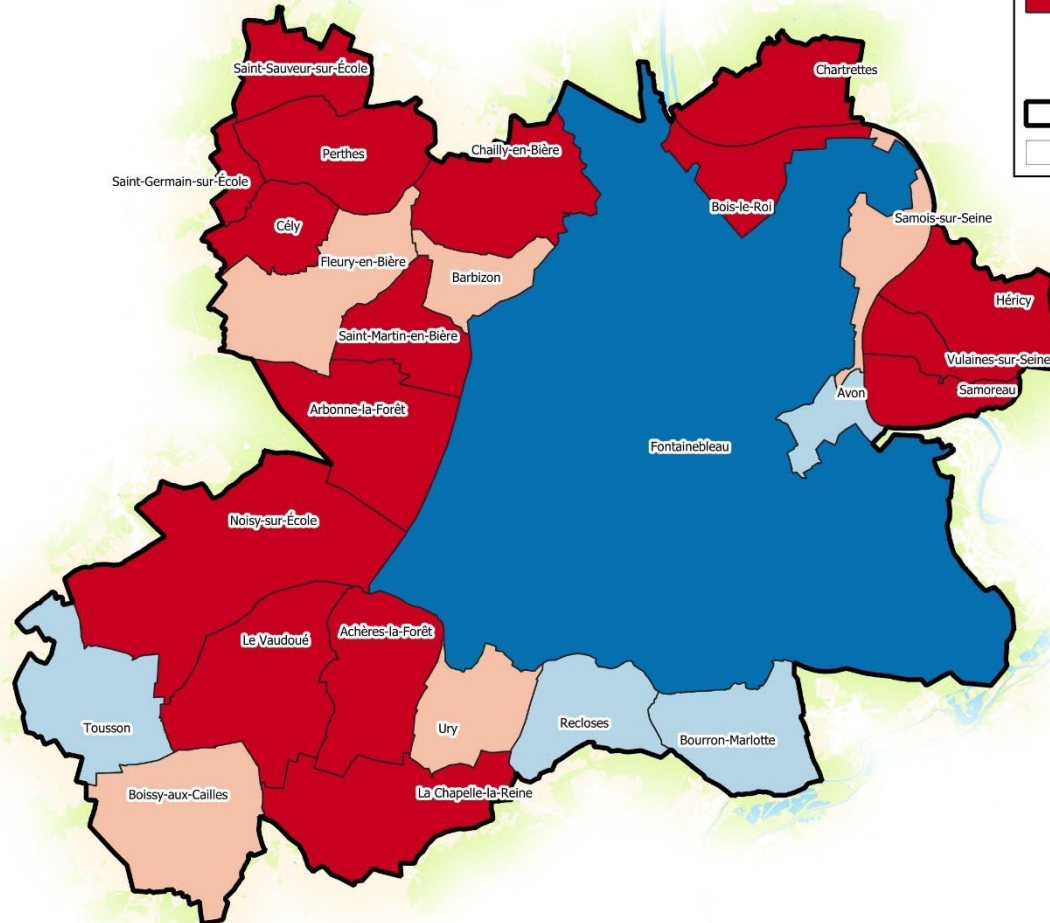 Saint-Sauveur-sur-École
Chartrettes
Perthes
Chailly-en-Bière
Saint-Germain-sur-École
Bois-le-Roi
Cély
Samois-sur-Seine
Fleury-en-Bière
Barbizon
Héricy
Saint-Martin-en-Bière
Vulaines-sur-Seine
Avon
Samoreau
Arbonne-la-Forêt
Fontainebleau
Noisy-sur-École
Le Vaudoué
Achères-la-Forêt
Tousson
Ury
Recloses
Bourron-Marlotte
Boissy-aux-Cailles
La Chapelle-la-Reine